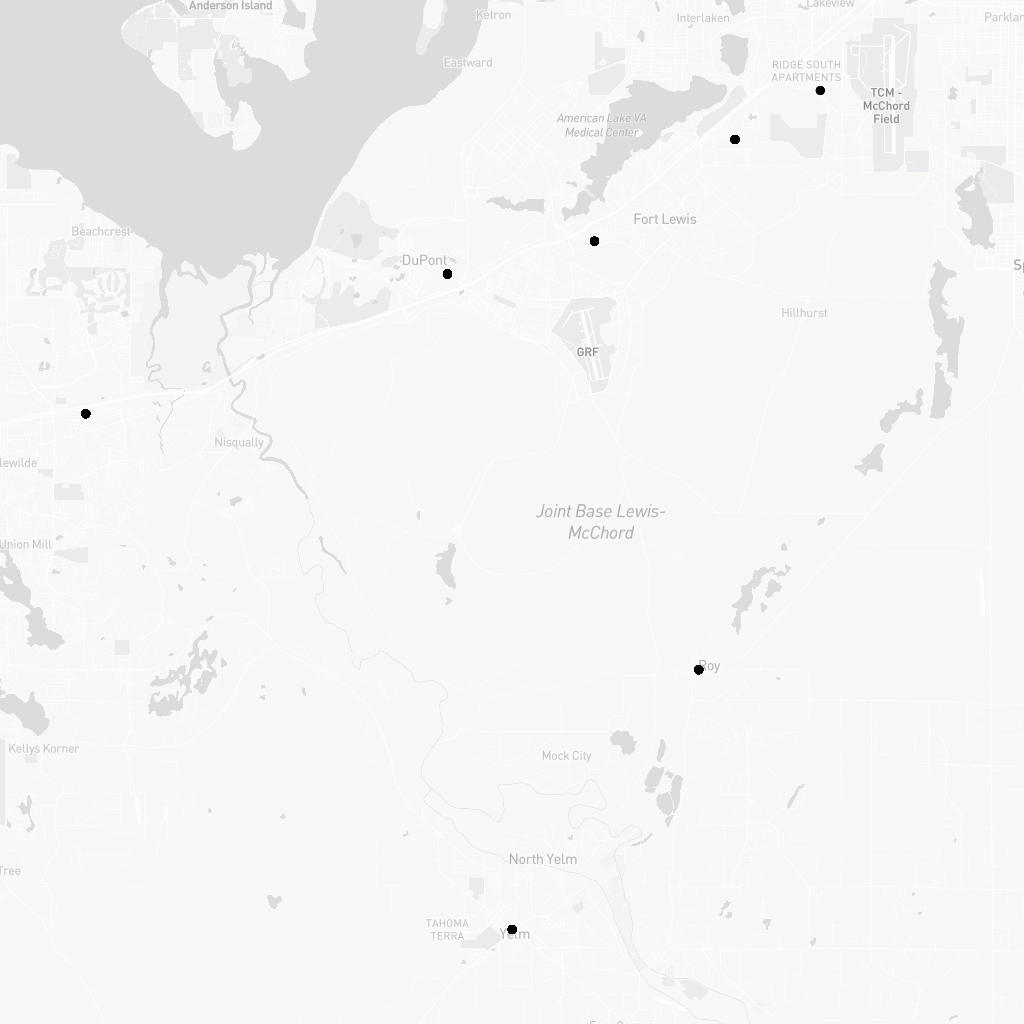 Anderson Island
Ketron
Interlaken
Lakeview
Parklan
Eastward
RIDGE SOUTH
APARTMENTS
TCM -
McChord
Field
American Lake VA
Medical Center
Fort Lewis
Beachcrest
DuPont
Sp
Hillhurst
GRF
Nisqually
lewilde
Joint Base Lewis-
McChord
Union Mill
Roy
Kellys Korner
Mock City
North Yelm
Tree
TAHOMA
TERRA
Yelm